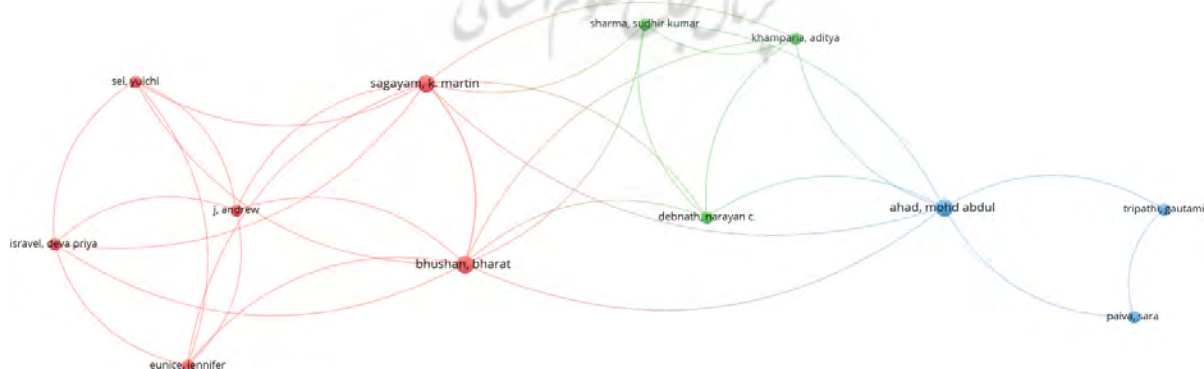 sharma, sudhir kumar
khamparia, aditya
sei, yuichi
sagayam, k. martin
j, andrew
debnath, narayan c.
ahad, mohd abdul
tripathi, gautami
isravel, deva priya
bhushan, bharat
paiva, sara
eunice, jennifer